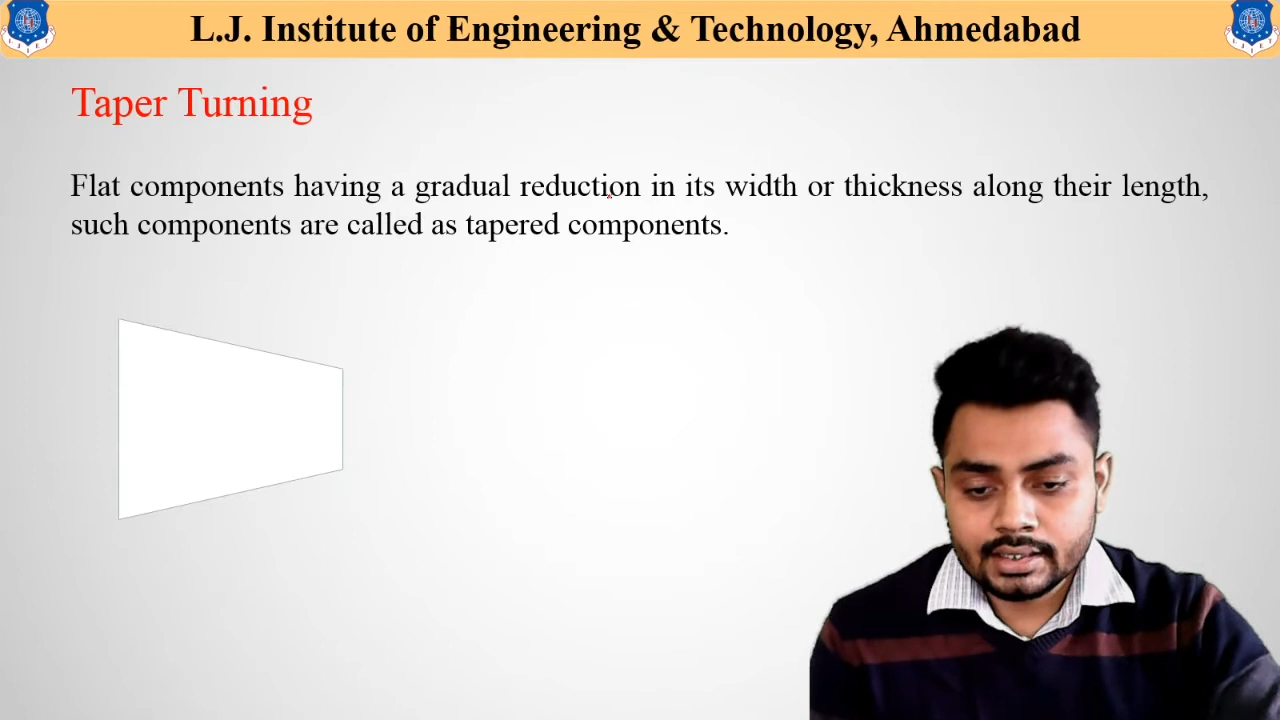 L.J. Institute of Engineering & Technology, Ahmedabad
Taper Turning
Flat components having a gradual reduction in its width or thickness along their length,
such components are called as tapered components.